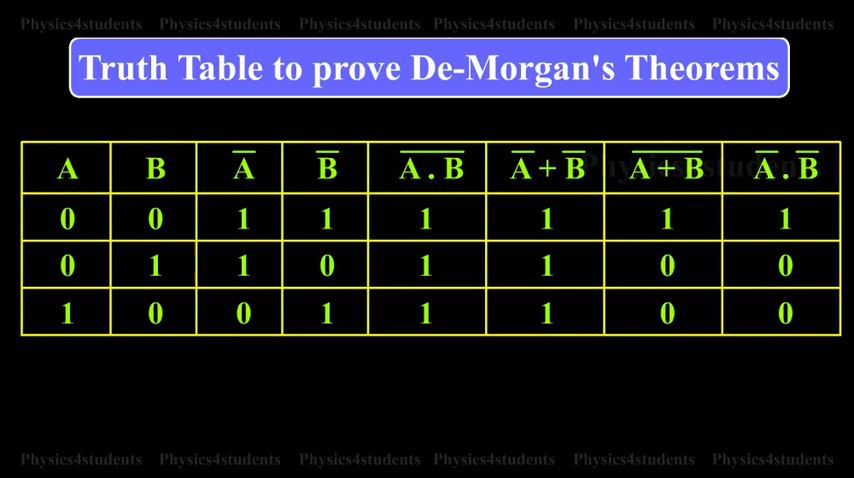 Physics4students Physics4students Physics4students Physics4students Physics4students Physics4students
Truth Table to prove De-Morgan's Theorems
A B A̅ B̅ A̅ ̅.̅ ̅B̅ A̅ + B̅ A̅ ̅+̅ ̅B̅ A̅ . B̅
Physics4students
0 0 1 1 1 1 1 1
0 1 1 0 1 1 0 0
1 0 0 1 1 1 0 0
Physics4students Physics4students Physics4students Physics4students Physics4students Physics4students